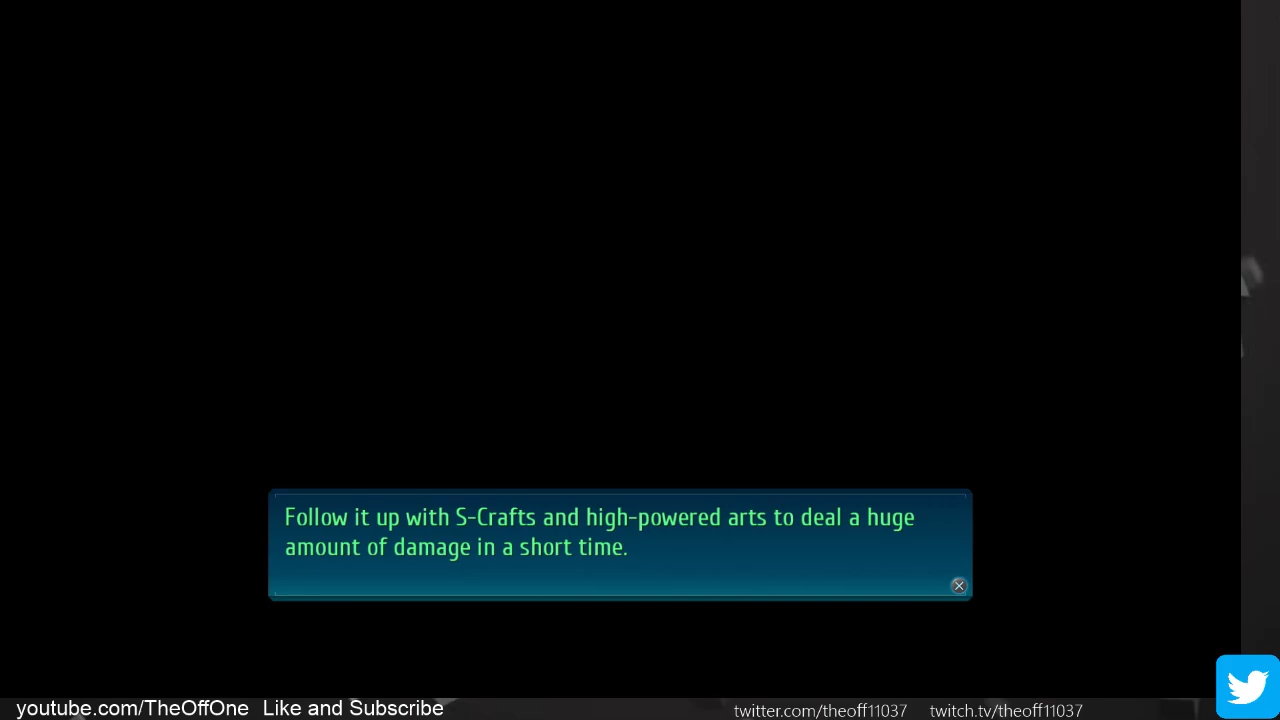 Follow it up with S-Crafts and high-powered arts to deal a huge
amount of damage in a short time.
youtube.com/TheOffOne Like and Subscribe
twitter.com/theoff11037 twitch.tv/theoff11037